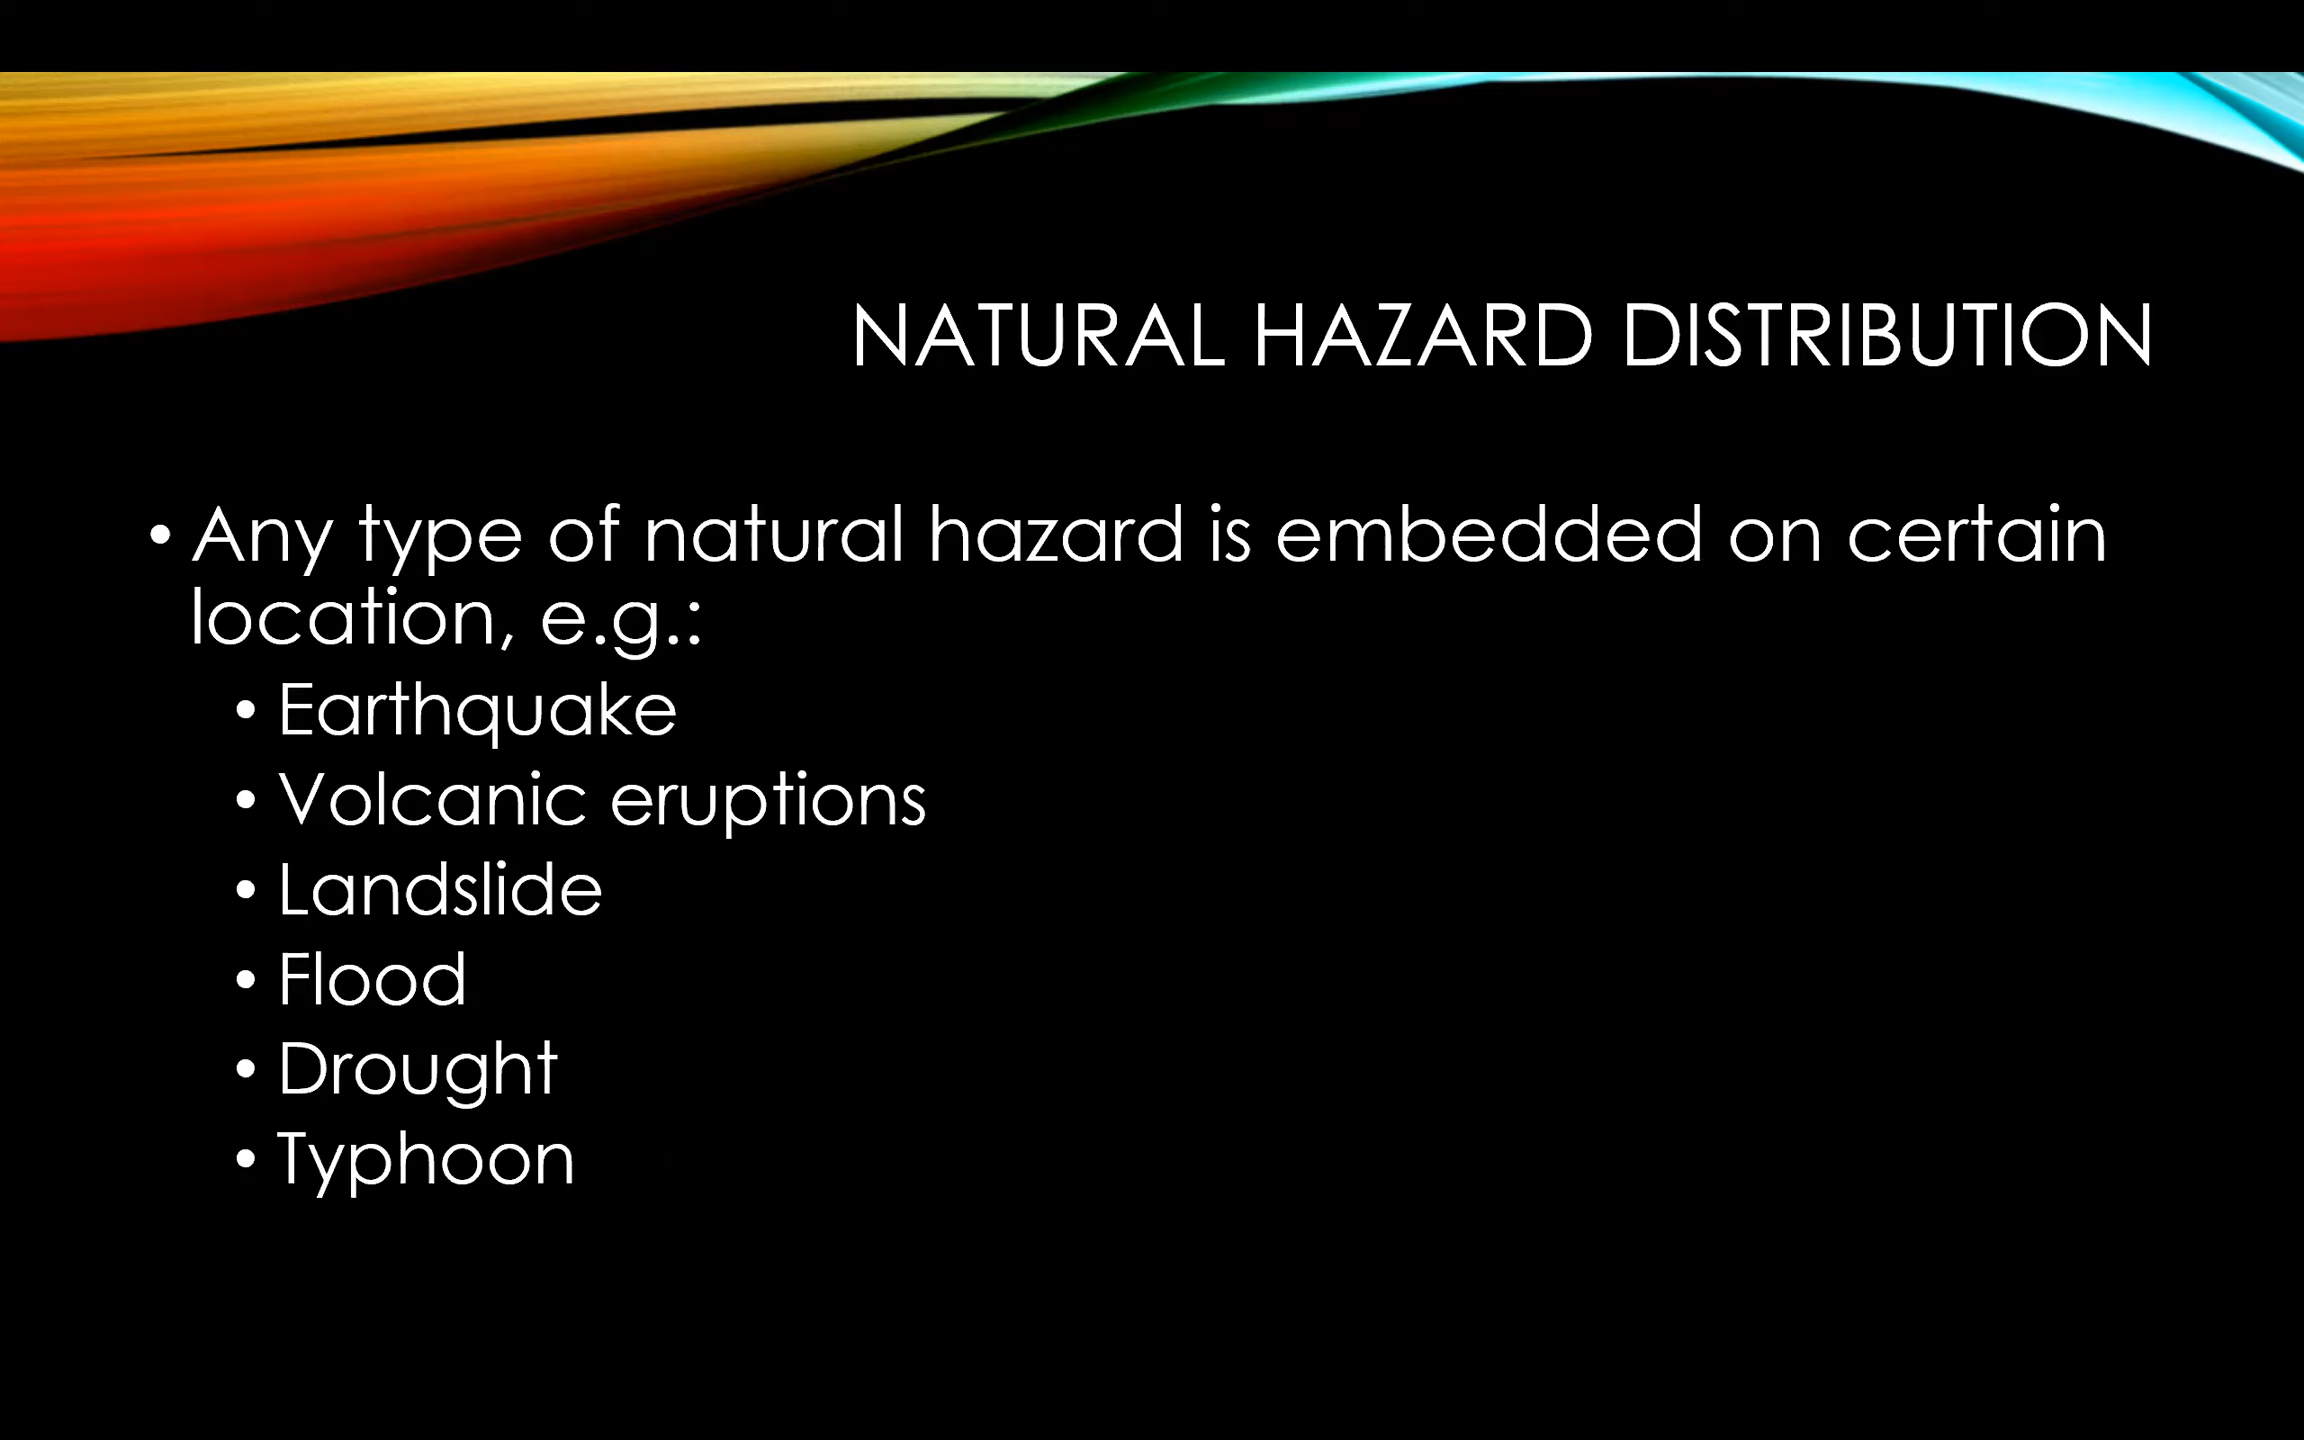 NATURAL HAZARD DISTRIBUTION
• Any type of natural hazard is embedded on certain
location, e.g.:
• Earthquake
• Volcanic eruptions
• Landslide
• Flood
• Drought
• Typhoon